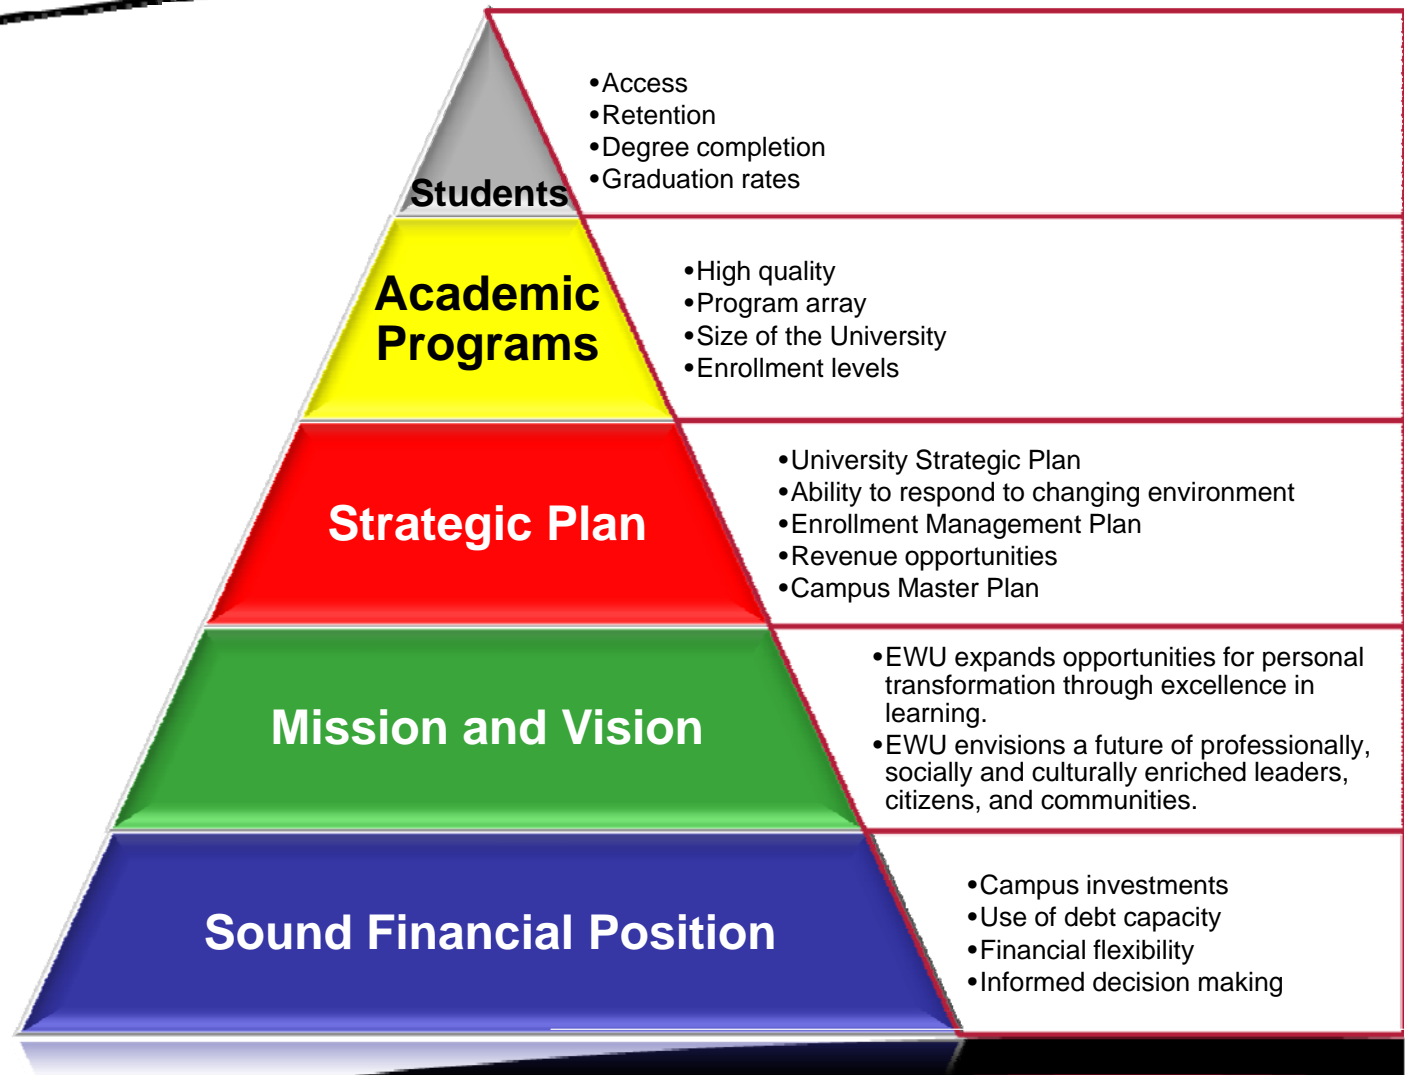 Students
•Access
•Retention
•Degree completion
•Graduation rates
Academic
Programs
•High quality
•Program array
•Size of the University
•Enrollment levels
Strategic Plan
•University Strategic Plan
•Ability to respond to changing environment
•Enrollment Management Plan
•Revenue opportunities
•Campus Master Plan
Mission and Vision
•EWU expands opportunities for personal
transformation through excellence in
learning.
•EWU envisions a future of professionally,
socially and culturally enriched leaders,
citizens, and communities.
Sound Financial Position
•Campus investments
•Use of debt capacity
•Financial flexibility
•Informed decision making